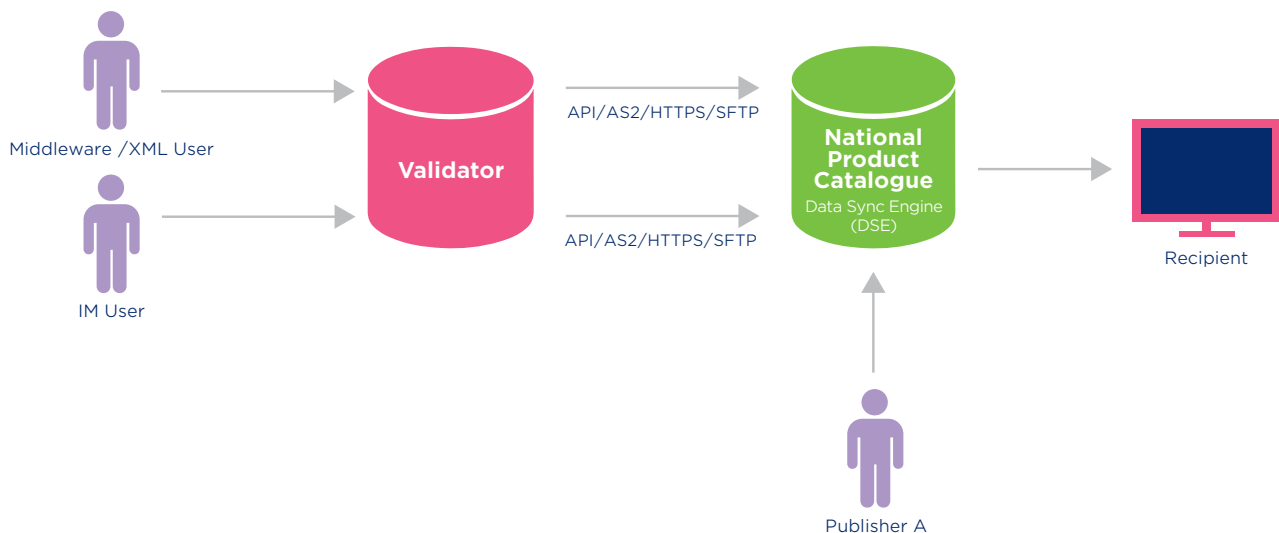 Middleware /XML User
IM User
Validator
API/AS2/HTTPS/SFTP
API/AS2/HTTPS/SFTP
National
Product
Catalogue
Data Sync Engine
(DSE)
Recipient
Publisher A